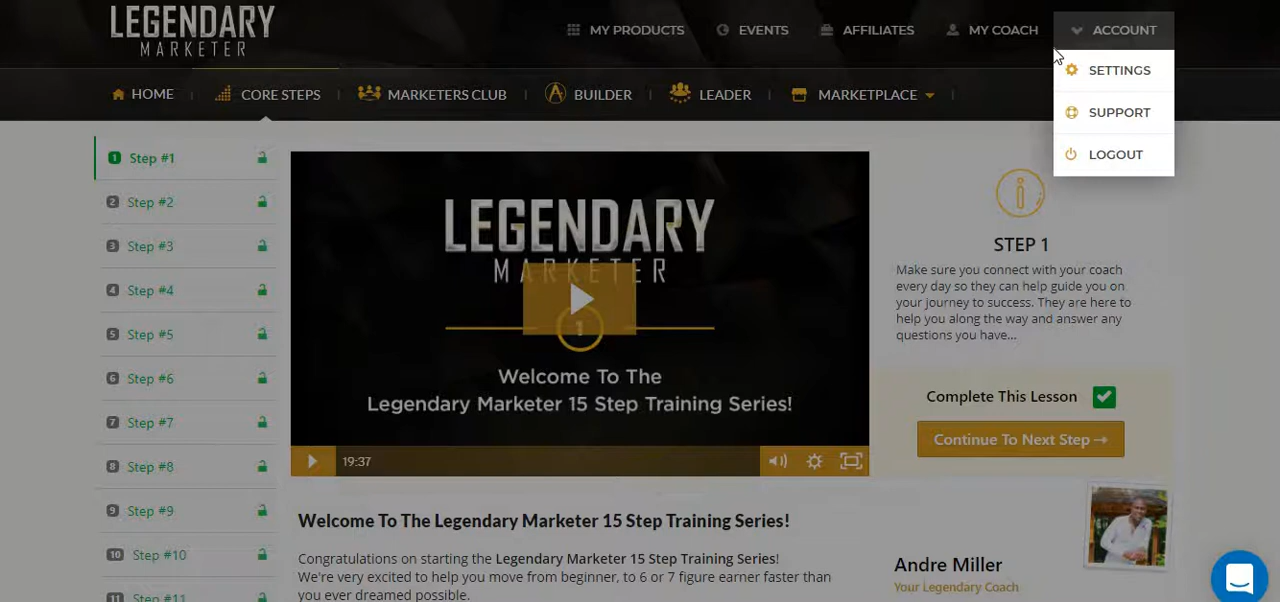 LEGENDARY
MARKETER
MY PRODUCTS EVENTS AFFILIATES MY COACH ACCOUNT
SETTINGS
SUPPORT
LOGOUT
HOME CORE STEPS MARKETERS CLUB BUILDER LEADER MARKETPLACE
1 Step #1
2 Step #2
3 Step #3
4 Step #4
5 Step #5
6 Step #6
7 Step #7
8 Step #8
9 Step #9
10 Step #10
11 Step #11
LEGENDARY
MARKETER
1
Welcome To The
Legendary Marketer 15 Step Training Series!
19:37
Welcome To The Legendary Marketer 15 Step Training Series!
Congratulations on starting the Legendary Marketer 15 Step Training Series!
We're very excited to help you move from beginner, to 6 or 7 figure earner faster than
you ever dreamed possible.
STEP 1
Make sure you connect with your coach
every day so they can help guide you on
your journey to success. They are here to
help you along the way and answer any
questions you have...
Complete This Lesson
Continue To Next Step →
Andre Miller
Your Legendary Coach